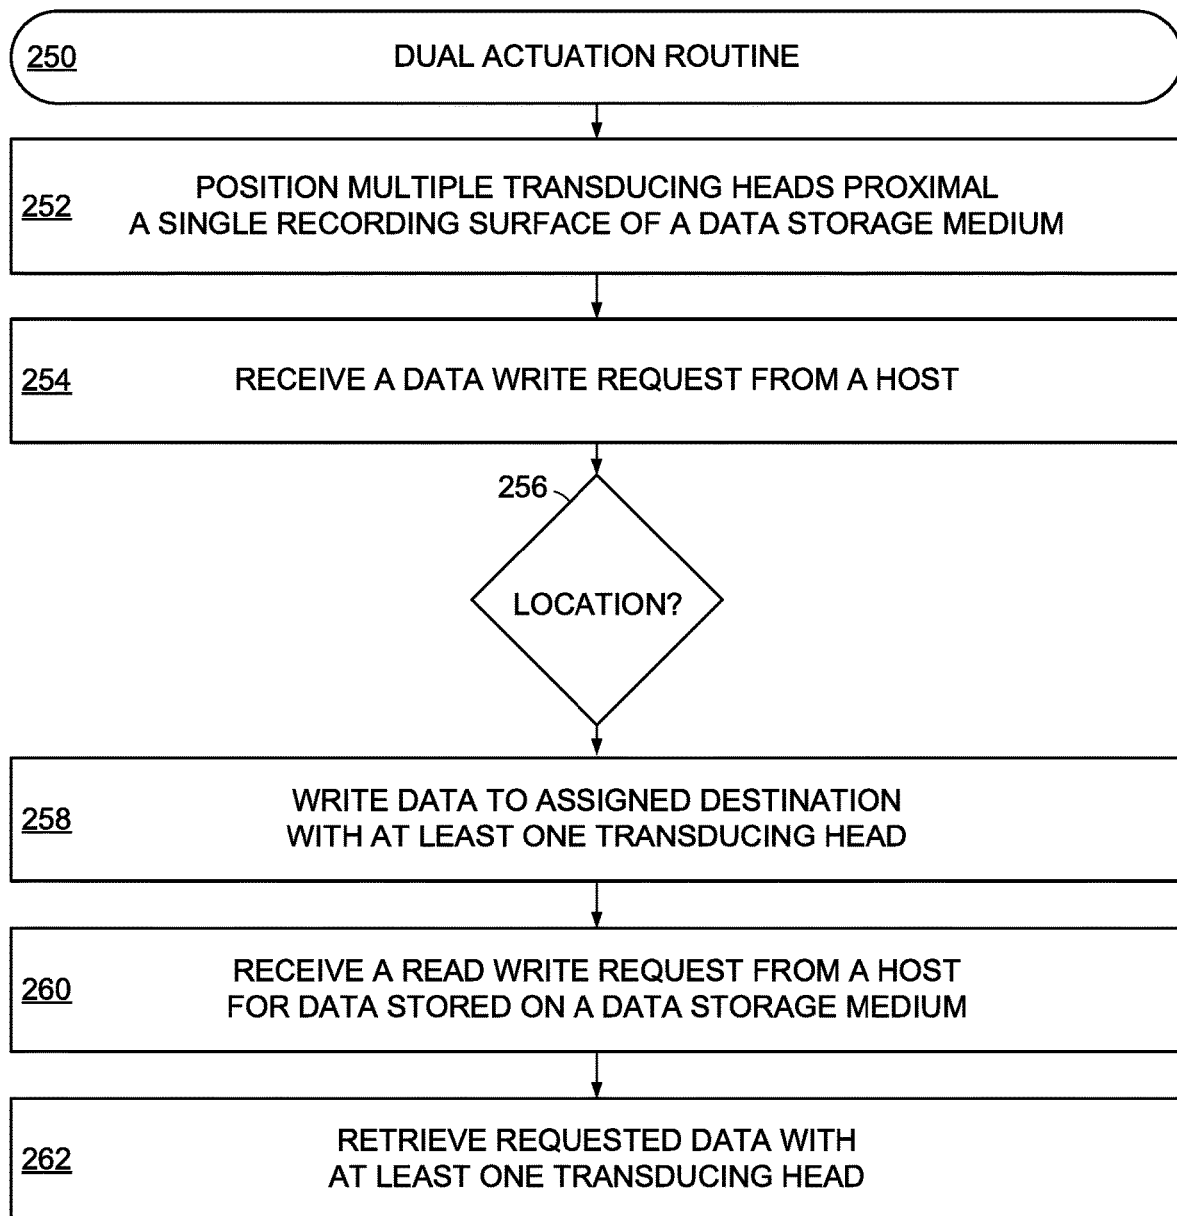 250
DUAL ACTUATION ROUTINE
252
POSITION MULTIPLE TRANSDUCING HEADS PROXIMAL
A SINGLE RECORDING SURFACE OF A DATA STORAGE MEDIUM
254
RECEIVE A DATA WRITE REQUEST FROM A HOST
256
LOCATION?
258
WRITE DATA TO ASSIGNED DESTINATION
WITH AT LEAST ONE TRANSDUCING HEAD
260
RECEIVE A READ WRITE REQUEST FROM A HOST
FOR DATA STORED ON A DATA STORAGE MEDIUM
262
RETRIEVE REQUESTED DATA WITH
AT LEAST ONE TRANSDUCING HEAD